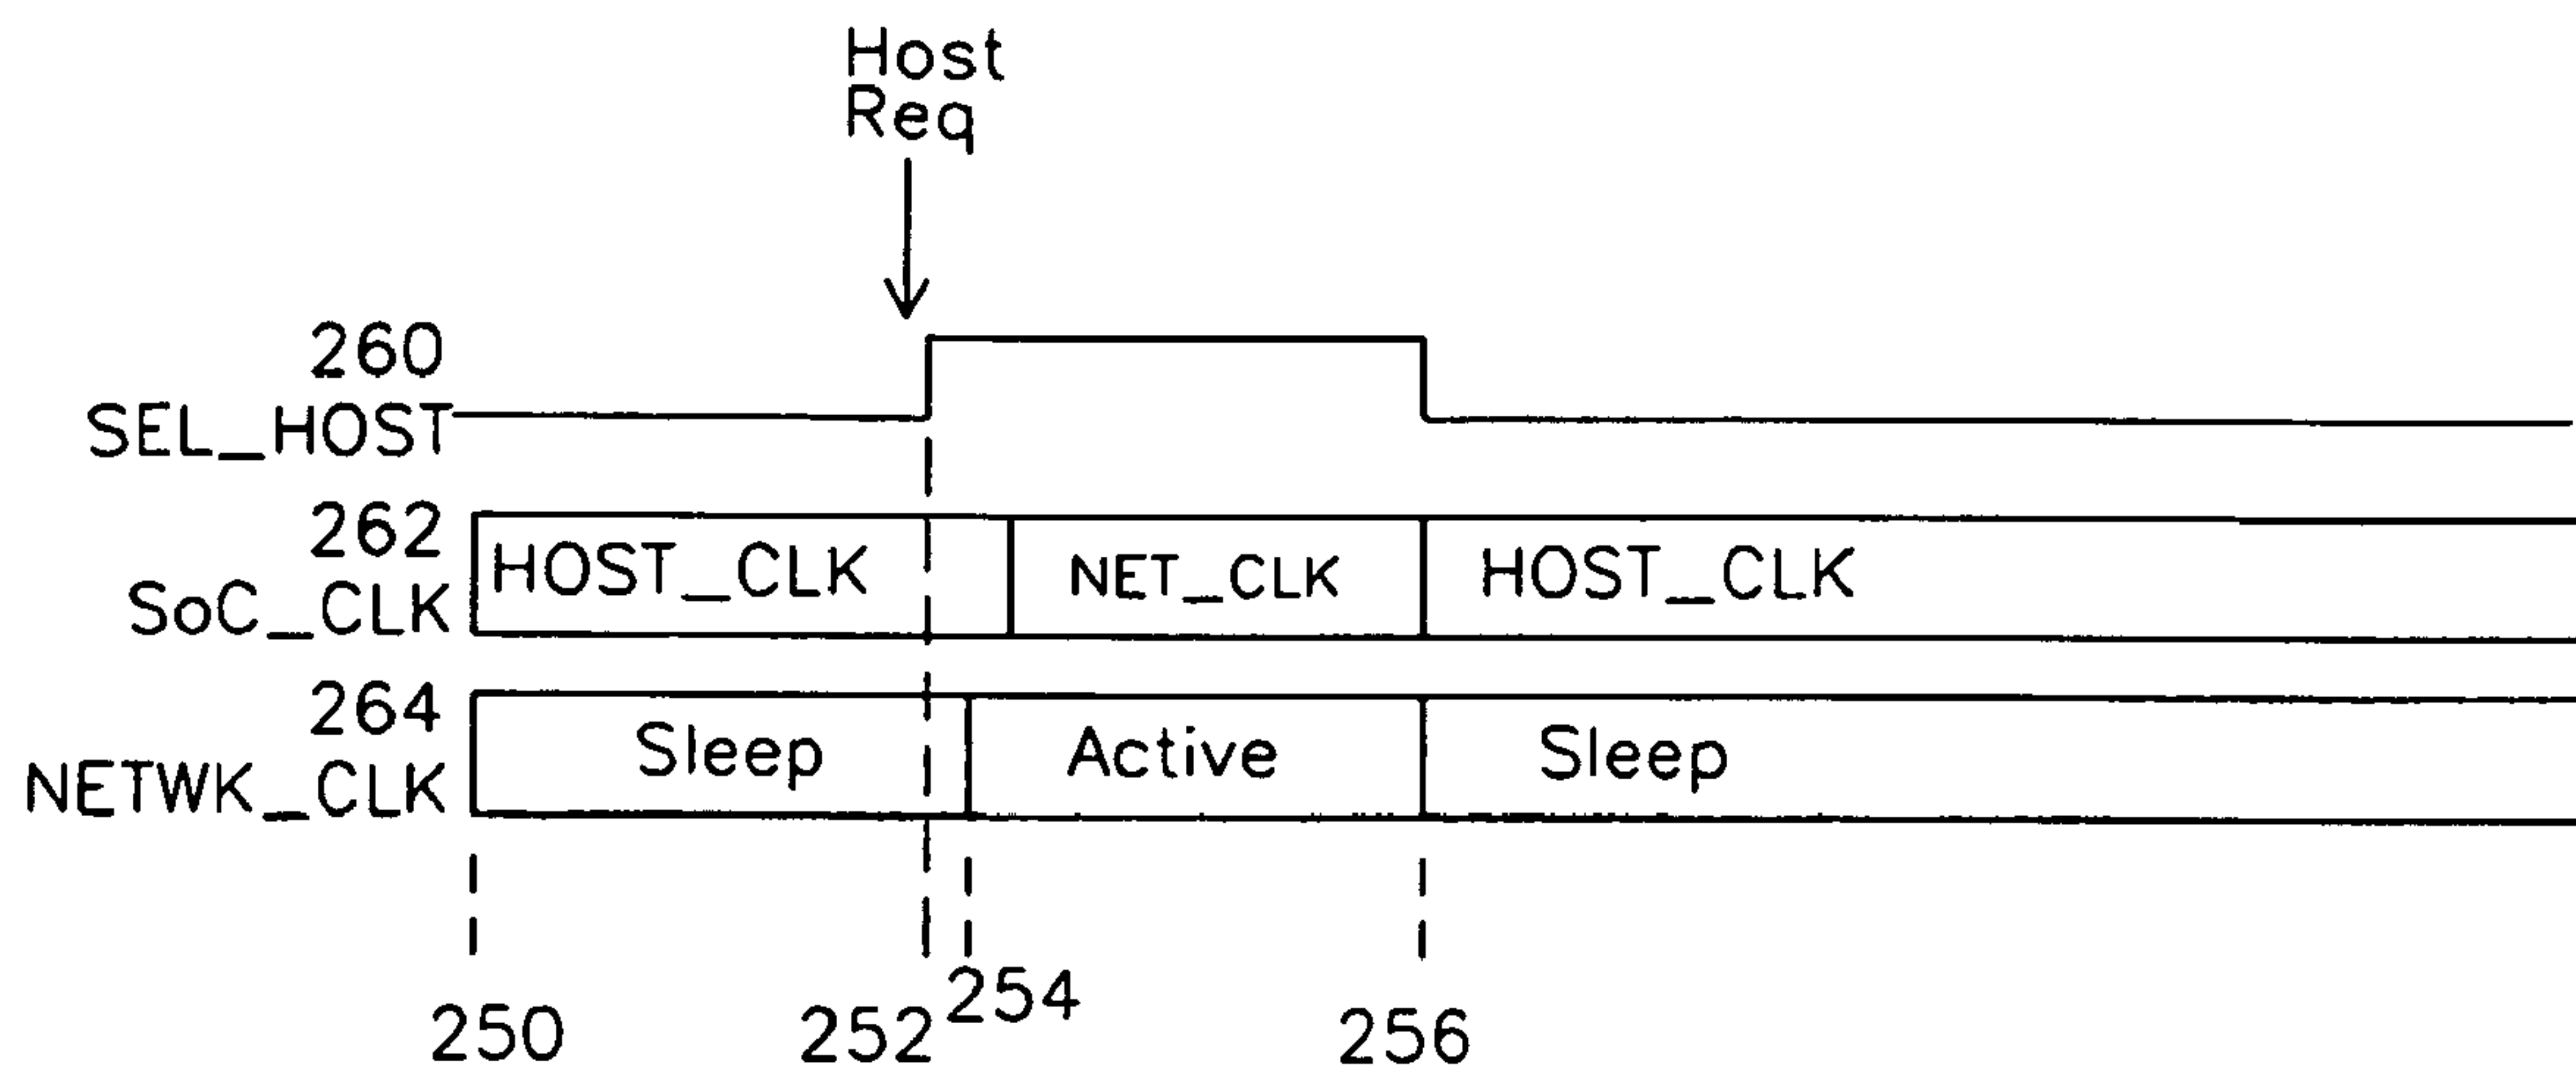 Host
Req
260
SEL_HOST
262
SoC_CLK
HOST_CLK
NET_CLK
HOST_CLK
264
NETWK_CLK
Sleep
Active
Sleep
250
252
254
256